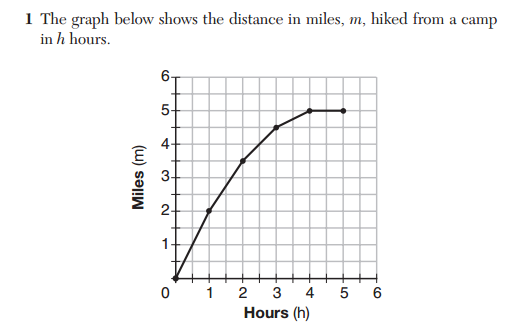 1 The graph below shows the distance in miles, m, hiked from a camp
in h hours.
6
5
4
3
2
1
Miles (m)
0 1 2 3 4 5 6
Hours (h)